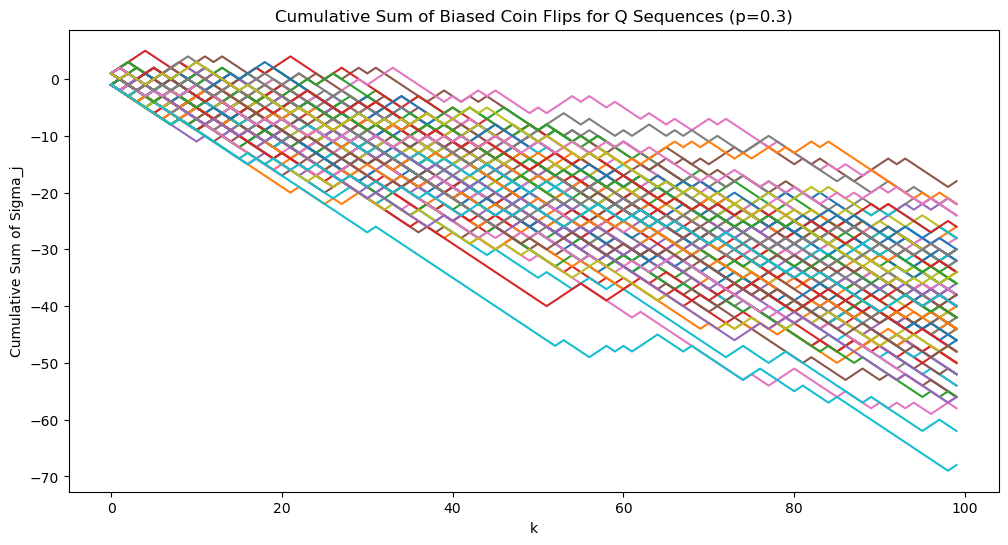 Cumulative Sum of Biased Coin Flips for Q Sequences (p=0.3)
Cumulative Sum of Sigma_j
0
−10
−20
−30
−40
−50
−60
−70
0 20 40 60 80 100
k